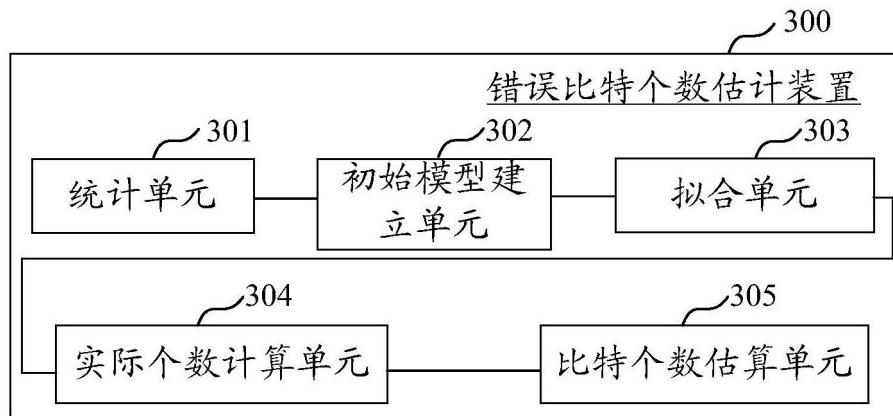 300
错误比特个数估计装置
301
302
303
统计单元
初始模型建
立单元
拟合单元
304
305
实际个数计算单元
比特个数估算单元